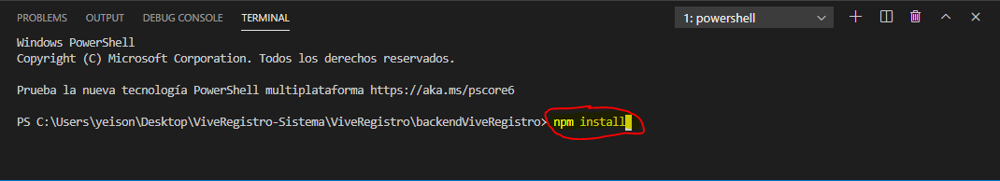 PROBLEMS OUTPUT DEBUG CONSOLE TERMINAL 1: powershell
Windows PowerShell
Copyright (C) Microsoft Corporation. Todos los derechos reservados.
Prueba la nueva tecnología PowerShell multiplataforma https://aka.ms/pscore6
PS C:\Users\yeison\Desktop\ViveRegistro-Sistema\ViveRegistro\backendViveRegistro> npm install